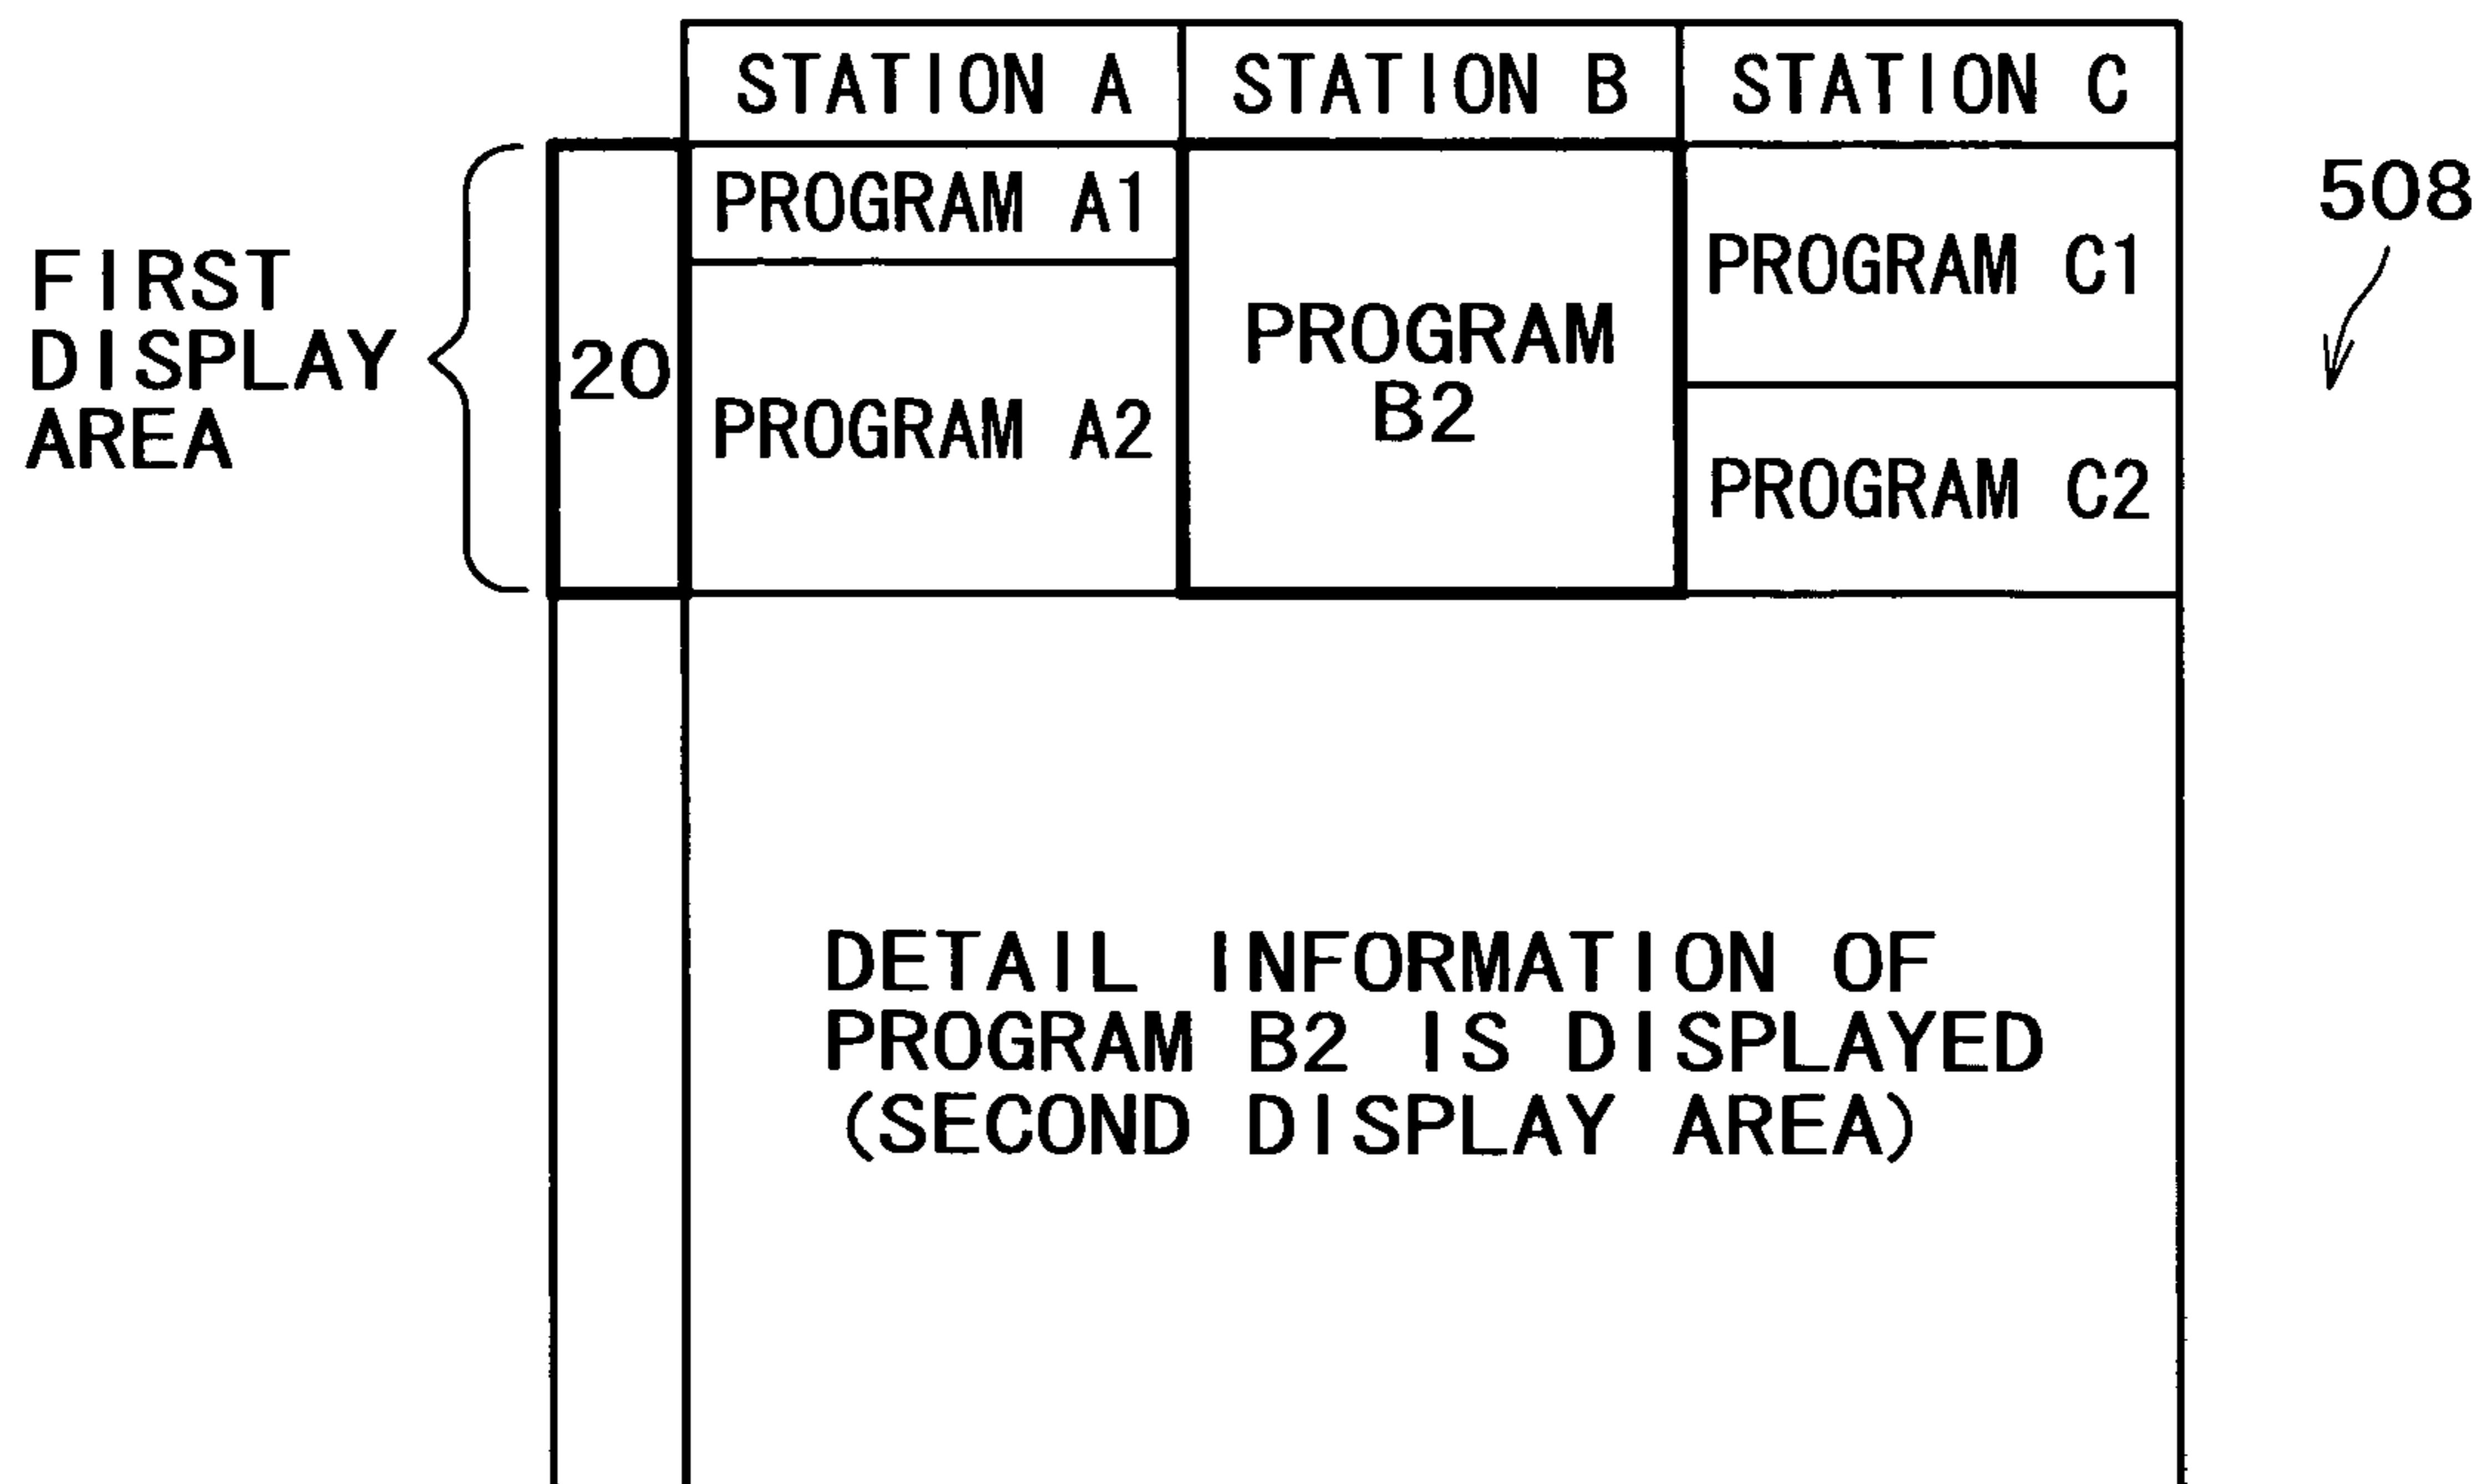 STATION A STATION B STATION C
PROGRAM A1
508
FIRST
DISPLAY
AREA
20
PROGRAM A2
PROGRAM
B2
PROGRAM C1
PROGRAM C2
DETAIL INFORMATION OF
PROGRAM B2 IS DISPLAYED
(SECOND DISPLAY AREA)